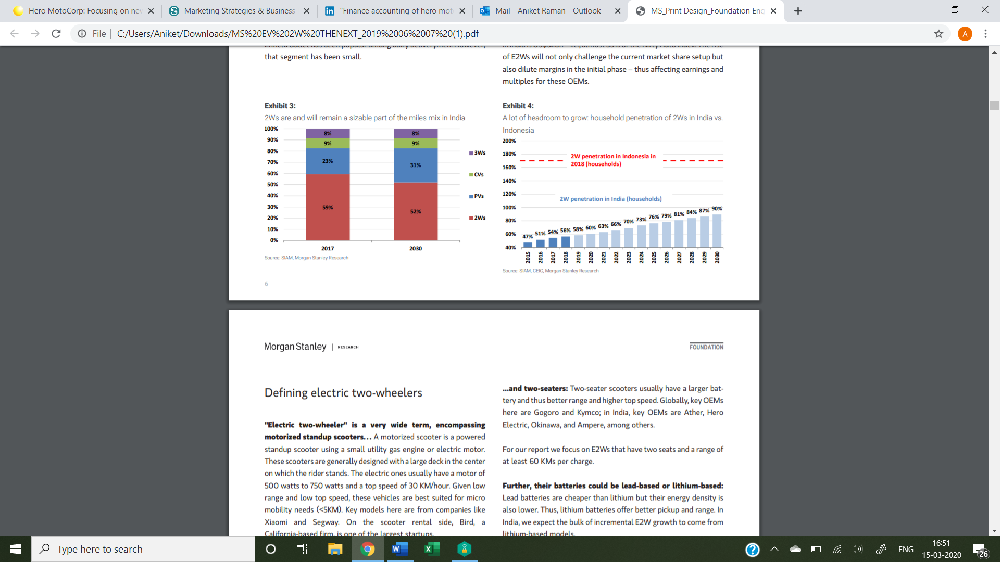 Hero MotoCorp: Focusing on nev
Marketing Strategies & Business
"Finance accounting of hero mot
Mail - Aniket Raman - Outlook
MS_Print Design_Foundation Eng
File | C:/Users/Aniket/Downloads/MS%20EV%202W%20THENEXT_2019%2006%2007%20(1).pdf
A
that segment has been small.
of E2Ws will not only challenge the current market share setup but
also dilute margins in the initial phase – thus affecting earnings and
multiples for these OEMs.
Exhibit 3:
2Ws are and will remain a sizable part of the miles mix in India
100%
90%
80%
70%
60%
50%
40%
30%
20%
10%
0%
8%
9%
23%
59%
8%
9%
31%
52%
3Ws
CVs
PVs
2Ws
2017 2030
Source: SIAM, Morgan Stanley Research
6
Exhibit 4:
A lot of headroom to grow: household penetration of 2Ws in India vs.
Indonesia
200%
180%
160%
140%
120%
100%
80%
60%
40%
2W penetration in Indonesia in
2018 (households)
2W penetration in India (households)
47% 51% 54% 56% 58% 60% 63% 66% 70% 73% 76% 79% 81% 84% 87% 90%
2015 2016 2017 2018 2019 2020 2021 2022 2023 2024 2025 2026 2027 2028 2029 2030
Source: SIAM, CEIC, Morgan Stanley Research
Morgan Stanley | RESEARCH
FOUNDATION
Defining electric two-wheelers
"Electric two-wheeler" is a very wide term, encompassing
motorized standup scooters... A motorized scooter is a powered
standup scooter using a small utility gas engine or electric motor.
These scooters are generally designed with a large deck in the center
on which the rider stands. The electric ones usually have a motor of
500 watts to 750 watts and a top speed of 30 KM/hour. Given low
range and low top speed, these vehicles are best suited for micro
mobility needs (<5KM). Key models here are from companies like
Xiaomi and Segway. On the scooter rental side, Bird, a
California-based firm, is one of the largest startups.
...and two-seaters: Two-seater scooters usually have a larger bat-
tery and thus better range and higher top speed. Globally, key OEMs
here are Gogoro and Kymco; in India, key OEMs are Ather, Hero
Electric, Okinawa, and Ampere, among others.
For our report we focus on E2Ws that have two seats and a range of
at least 60 KMs per charge.
Further, their batteries could be lead-based or lithium-based:
Lead batteries are cheaper than lithium but their energy density is
also lower. Thus, lithium batteries offer better pickup and range. In
India, we expect the bulk of incremental E2W growth to come from
lithium-based models.
Type here to search
ENG
16:51
15-03-2020
26